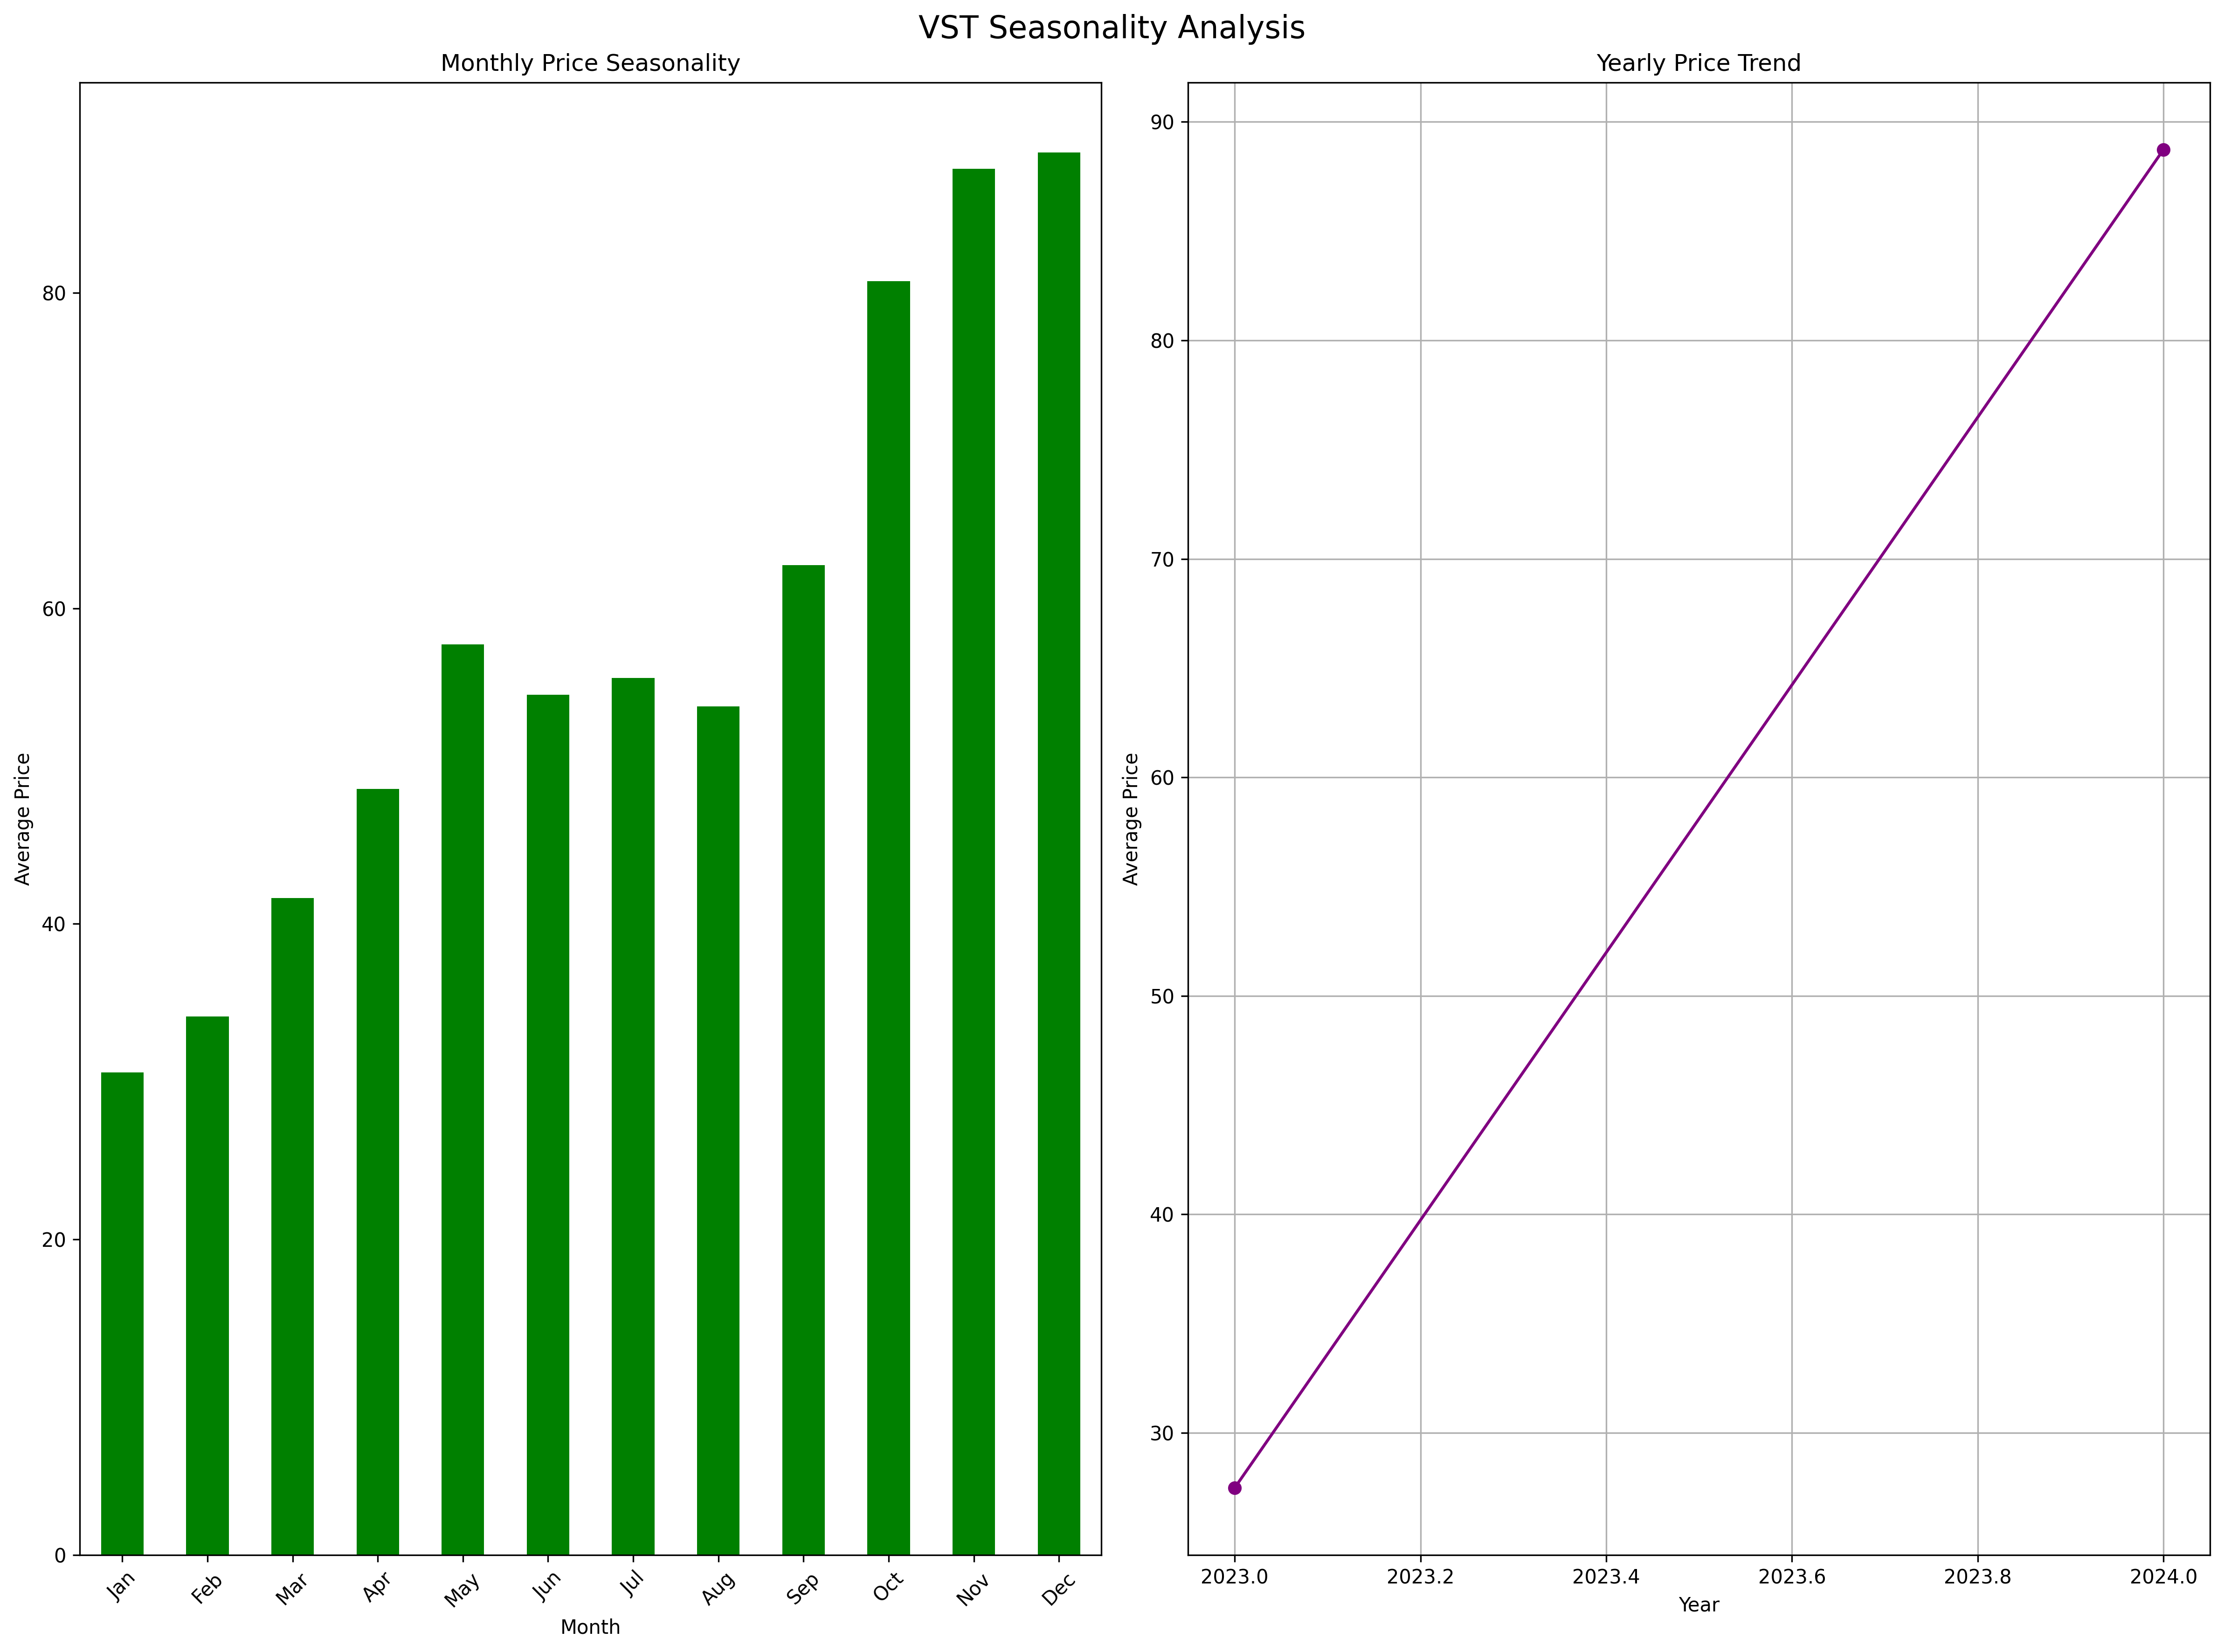 VST Seasonality Analysis
Monthly Price Seasonality
Average Price
80
60
40
20
0
Jan
Feb
Mar
Apr
May
Jun
Jul
Aug
Sep
Oct
Nov
Dec
Month
Yearly Price Trend
Average Price
90
80
70
60
50
40
30
2023.0
2023.2
2023.4
2023.6
2023.8
2024.0
Year